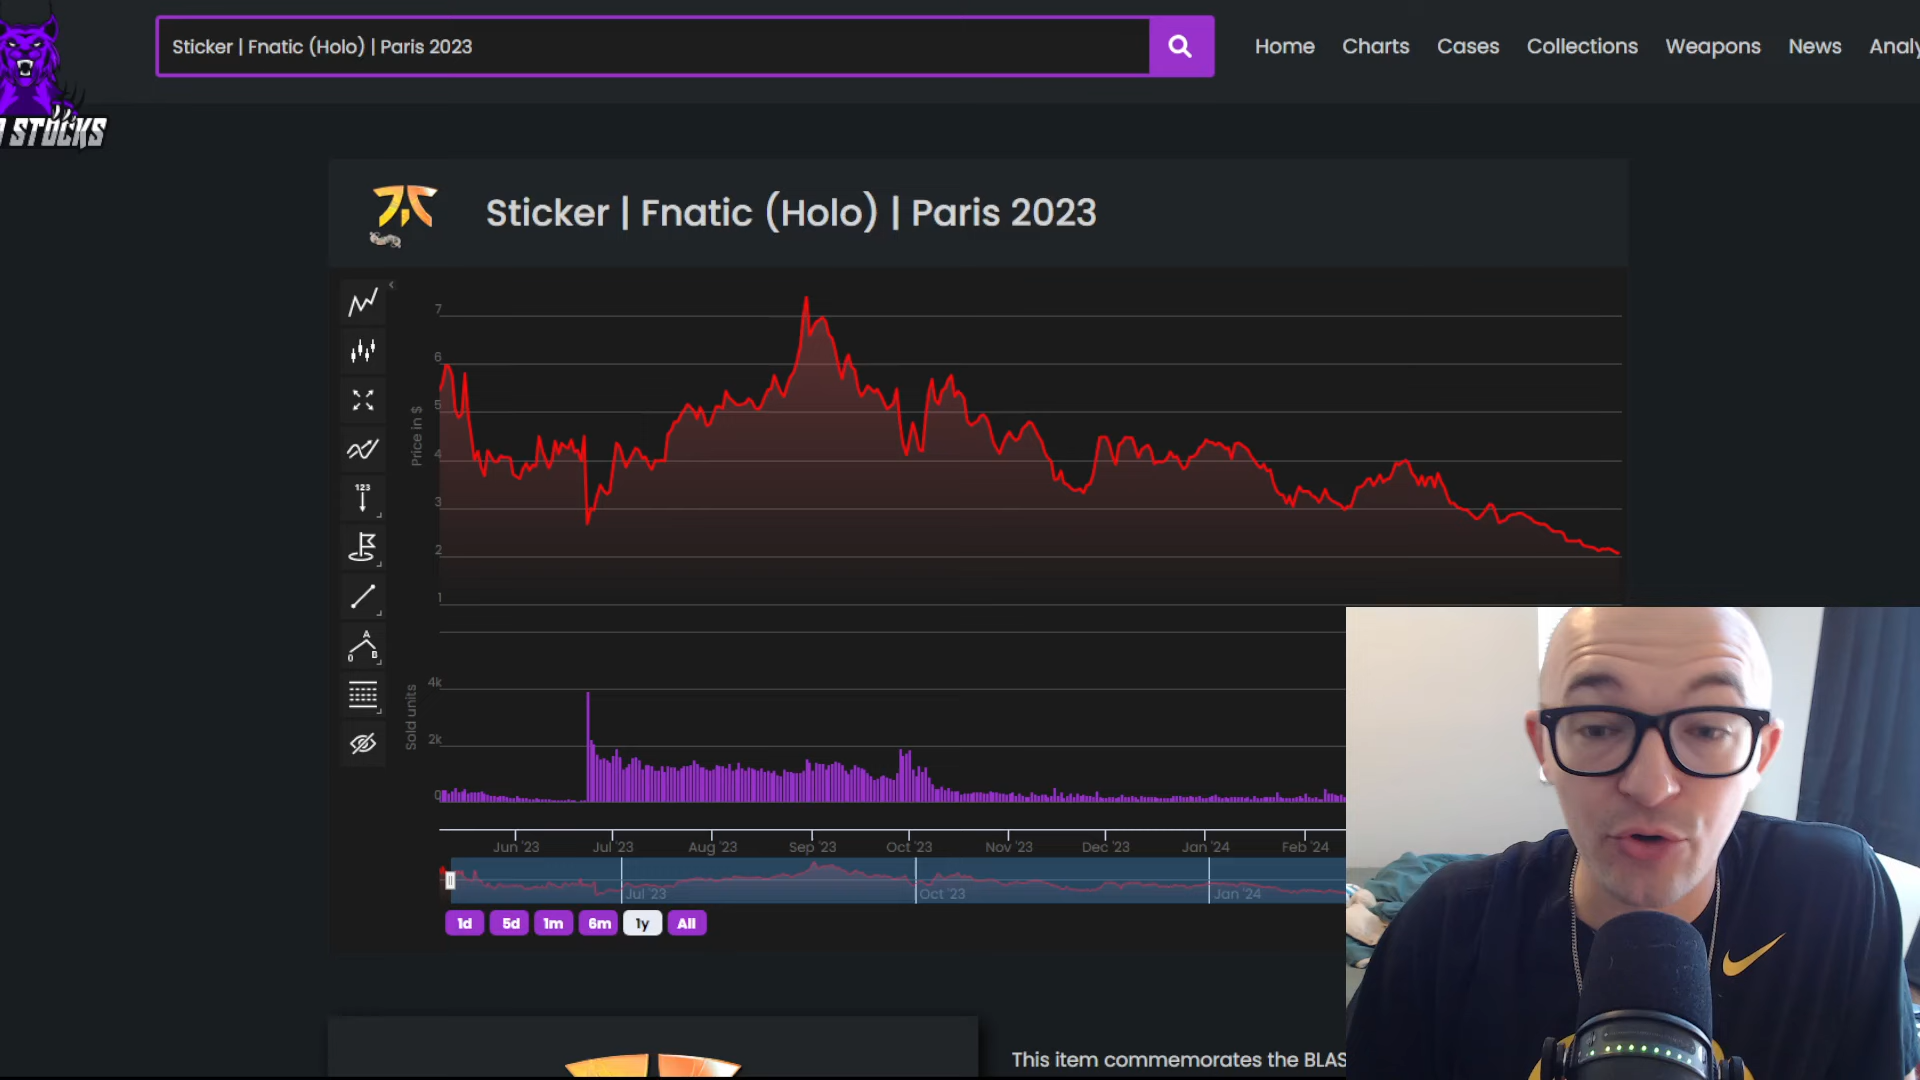 Sticker | Fnatic (Holo) | Paris 2023
Home
Charts
Cases
Collections
Weapons
News
STOCKS
Sticker | Fnatic (Holo) | Paris 2023
7
6
5
4
3
2
1
Price in $
123
A
0
B
4k
2k
0
Sold units
Jun '23
Jul '23
Aug '23
Sep '23
Oct '23
Nov '23
Dec '23
Jan '24
Feb '24
Jul '23
Oct '23
Jan '24
1d
5d
1m
6m
1y
All
This item commemorates the BLAS